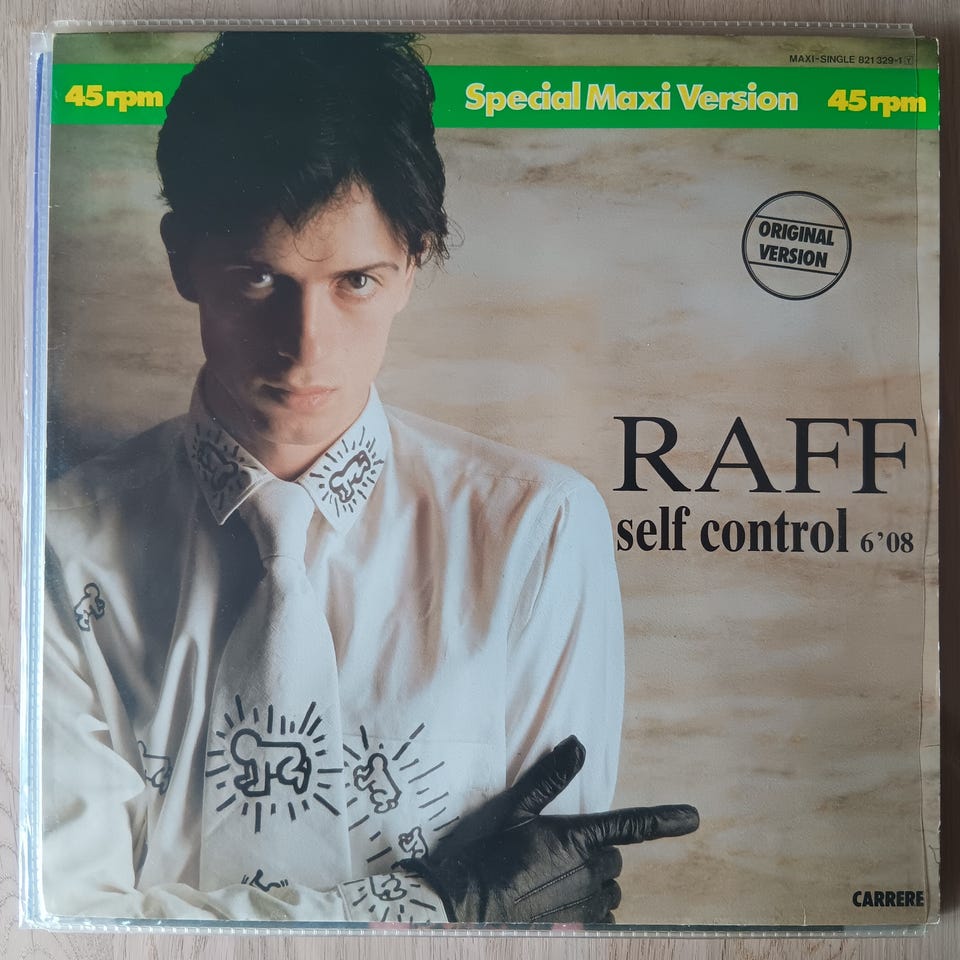 MAXI-SINGLE 821 329-1 Y
45 rpm Special Maxi Version 45 rpm
ORIGINAL
VERSION
RAFF
self control 6'08
CARRERE